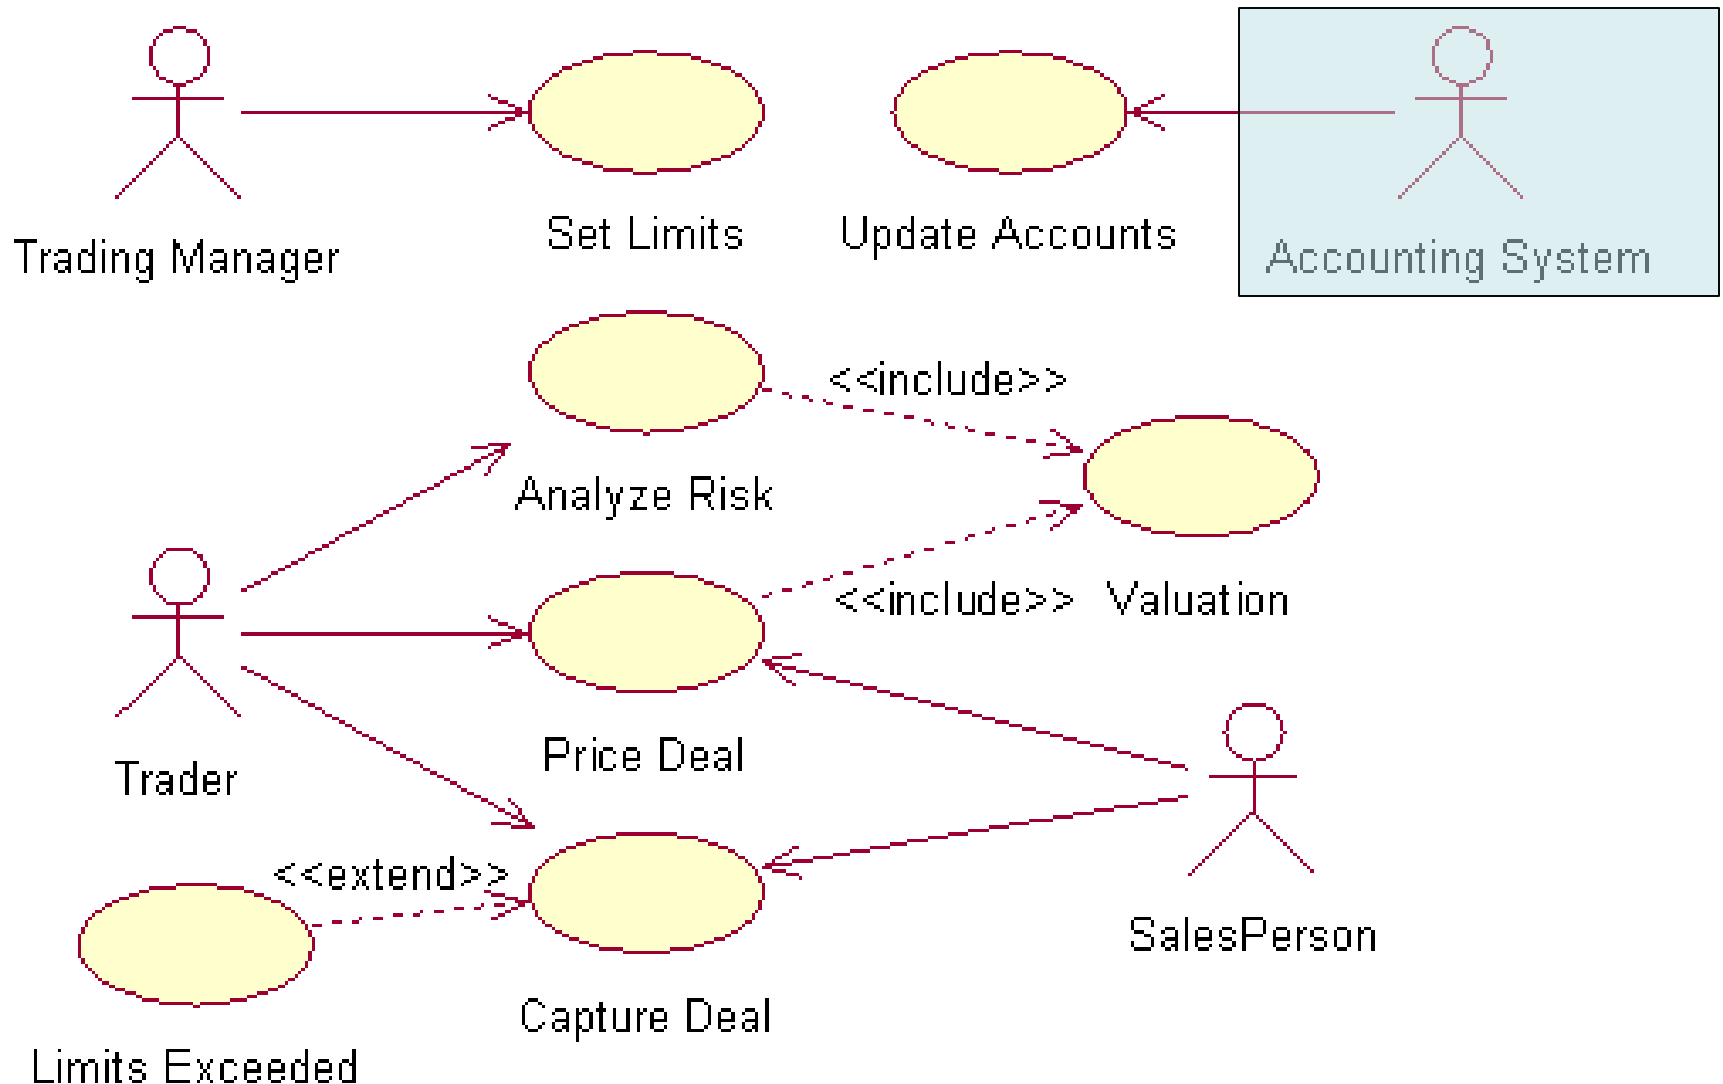 Set Limits
Update Accounts
Trading Manager
Accounting System
<<include>>
Analyze Risk
<<include>>
Valuation
Price Deal
Trader
<<extend>>
SalesPerson
Capture Deal
Limits Exceeded